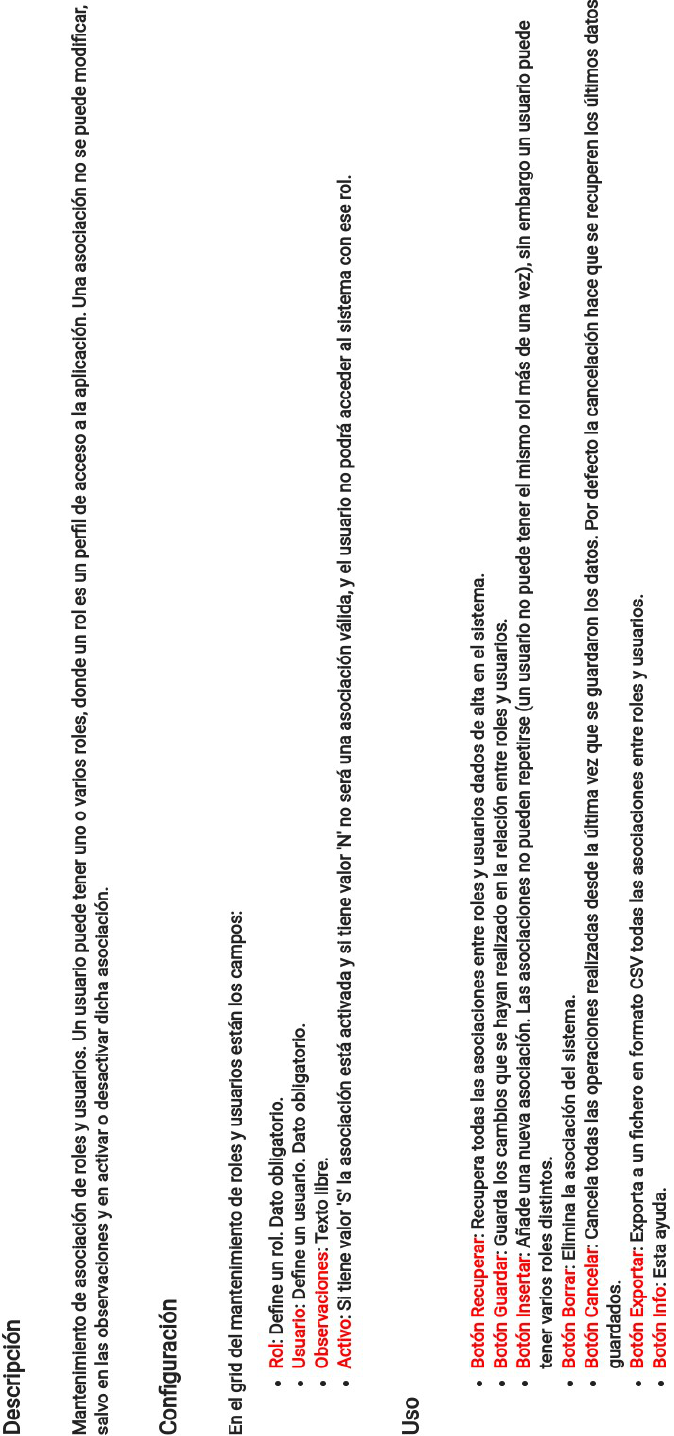 Descripción
Mantenimiento de asociación de roles y usuarios. Un usuario puede tener uno o varios roles, donde un rol es un perfil de acceso a la aplicación. Una asociación no se puede modificar,
salvo en las observaciones y en activar o desactivar dicha asociación.
Configuración
En el grid del mantenimiento de roles y usuarios están los campos:
• Rol: Define un rol. Dato obligatorio.
• Usuario: Define un usuario. Dato obligatorio.
• Observaciones: Texto libre.
• Activo: Si tiene valor 'S' la asociación está activada y si tiene valor 'N' no será una asociación válida, y el usuario no podrá acceder al sistema con ese rol.
Uso
• Botón Recuperar: Recupera todas las asociaciones entre roles y usuarios dados de alta en el sistema.
• Botón Guardar: Guarda los cambios que se hayan realizado en la relación entre roles y usuarios.
• Botón Insertar: Añade una nueva asociación. Las asociaciones no pueden repetirse (un usuario no puede tener el mismo rol más de una vez), sin embargo un usuario puede
tener varios roles distintos.
• Botón Borrar: Elimina la asociación del sistema.
• Botón Cancelar: Cancela todas las operaciones realizadas desde la última vez que se guardaron los datos. Por defecto la cancelación hace que se recuperen los últimos datos
guardados.
• Botón Exportar: Exporta a un fichero en formato CSV todas las asociaciones entre roles y usuarios.
• Botón Info: Esta ayuda.